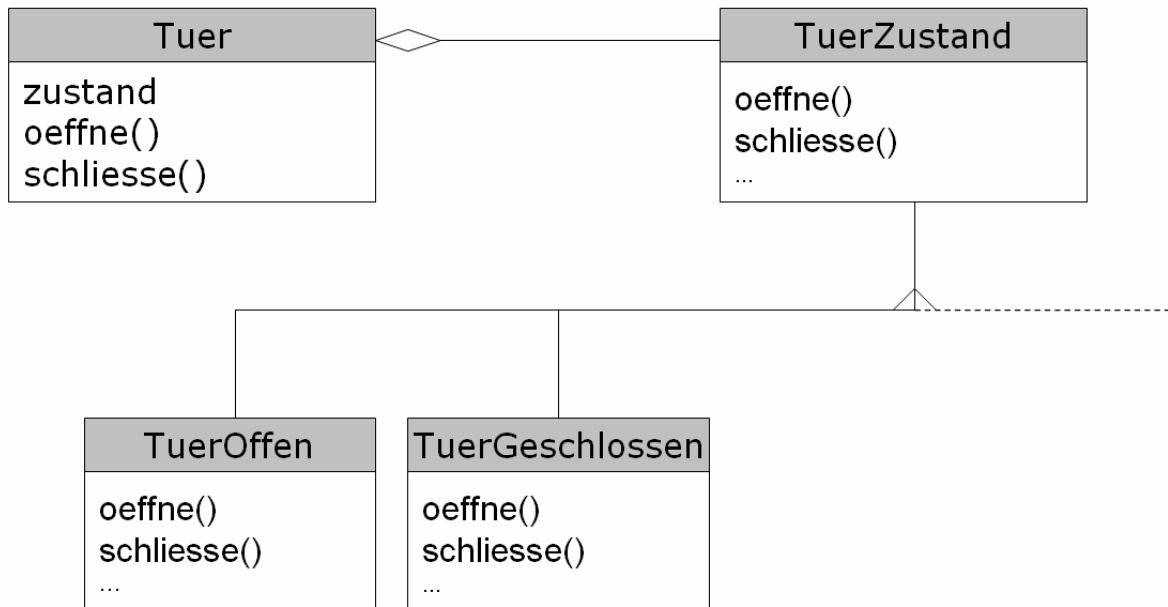 Tuer
zustand
oeffne()
schliesse()
TuerZustand
oeffne()
schliesse()
...
TuerOffen
oeffne()
schliesse()
...
TuerGeschlossen
oeffne()
schliesse()
...